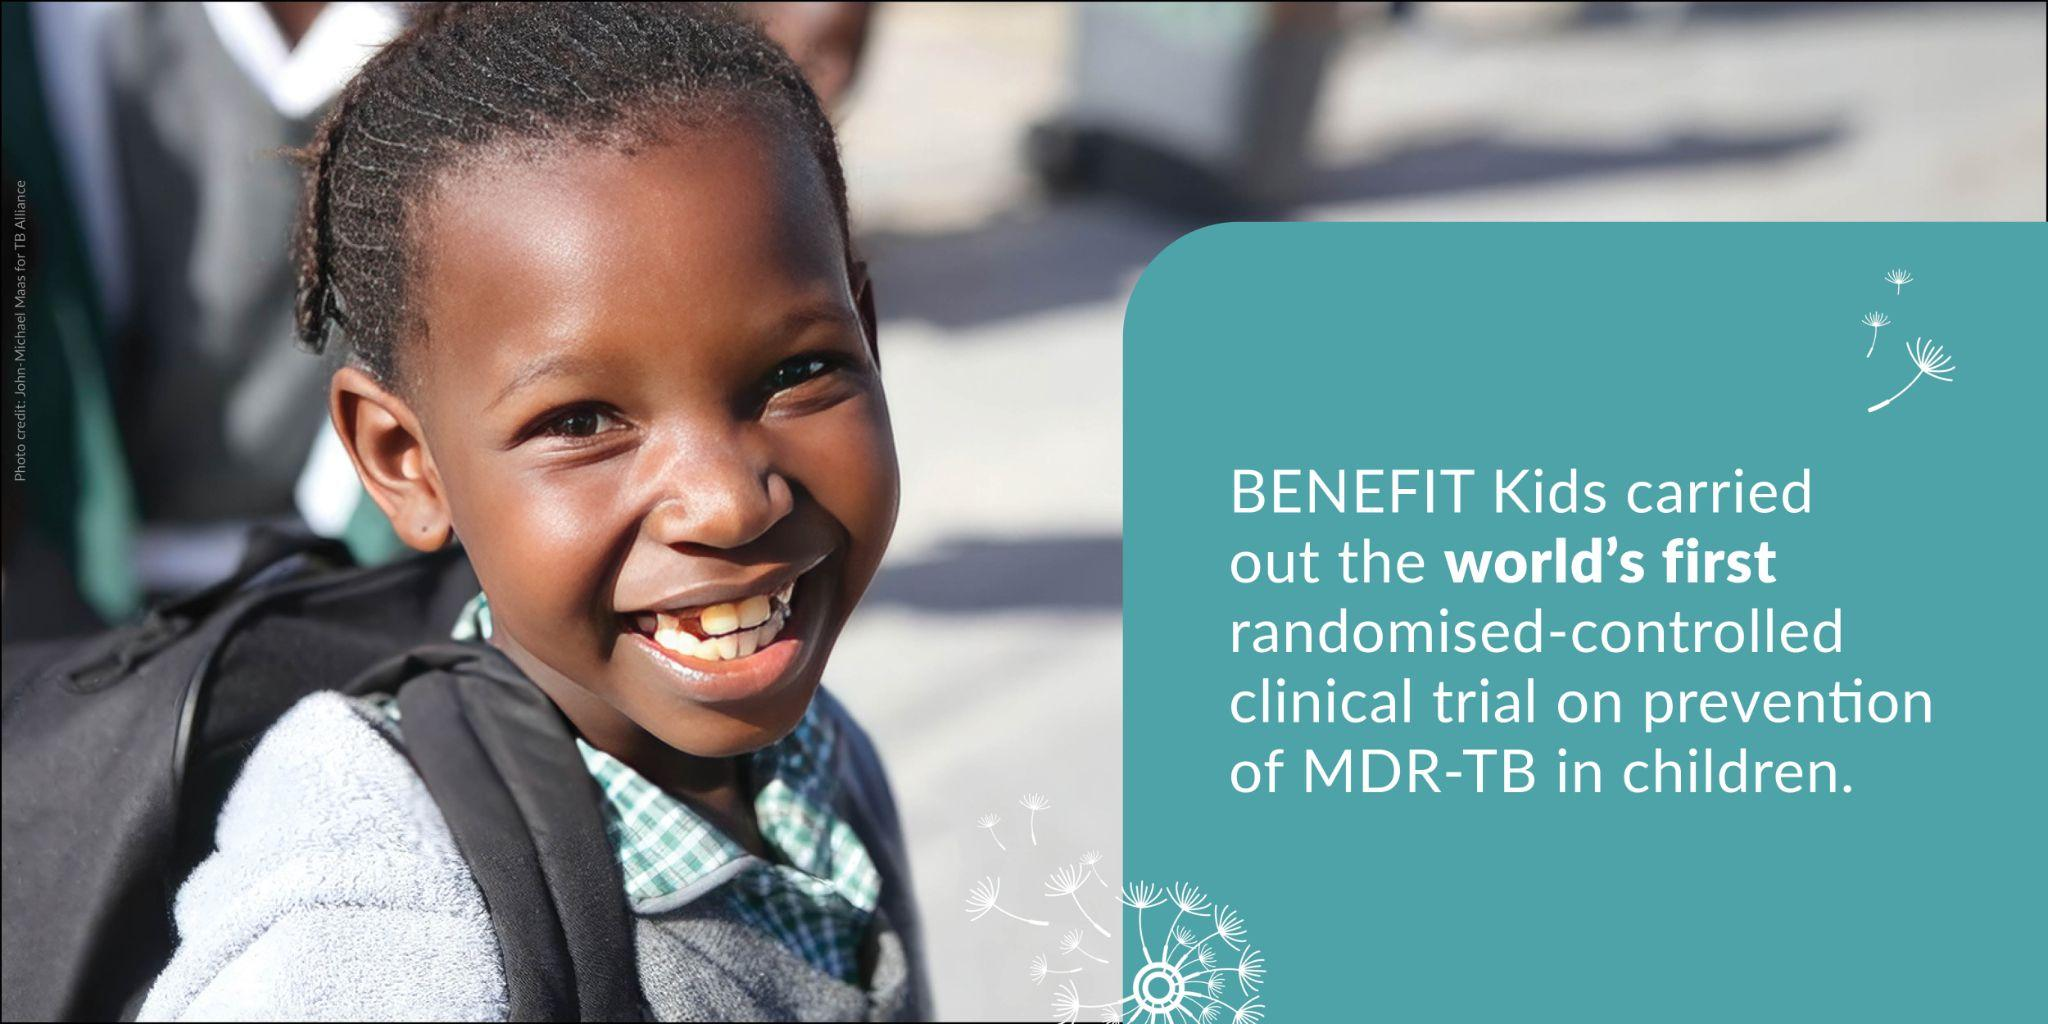 Photo credit: John-Michael Maas for TB Alliance
BENEFIT Kids carried
out the world's first
randomised-controlled
clinical trial on prevention
of MDR-TB in children.